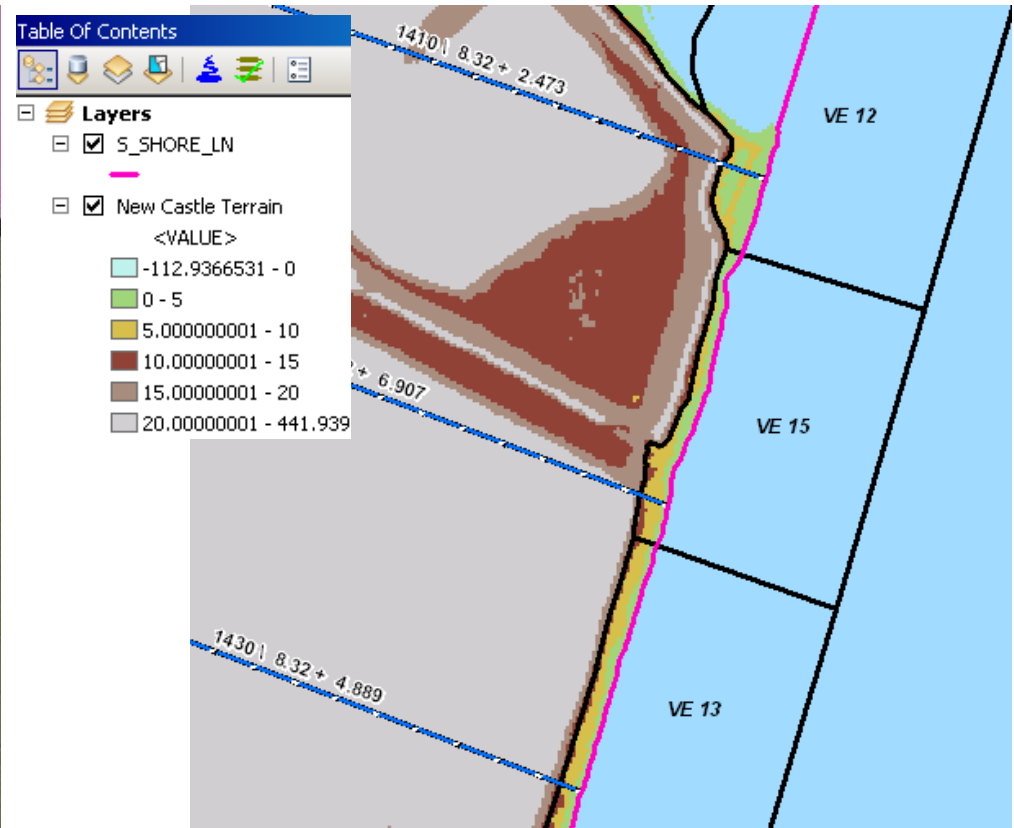 Table Of Contents
Layers
S_SHORE_LN
New Castle Terrain
<VALUE>
-112.9366531 - 0
0 - 5
5.000000001 - 10
10.00000001 - 15
15.00000001 - 20
20.00000001 - 441.939
1410 \ 8.32 + 2.473
VE 12
+ 6.907
VE 15
1430 \ 8.32 + 4.889
VE 13